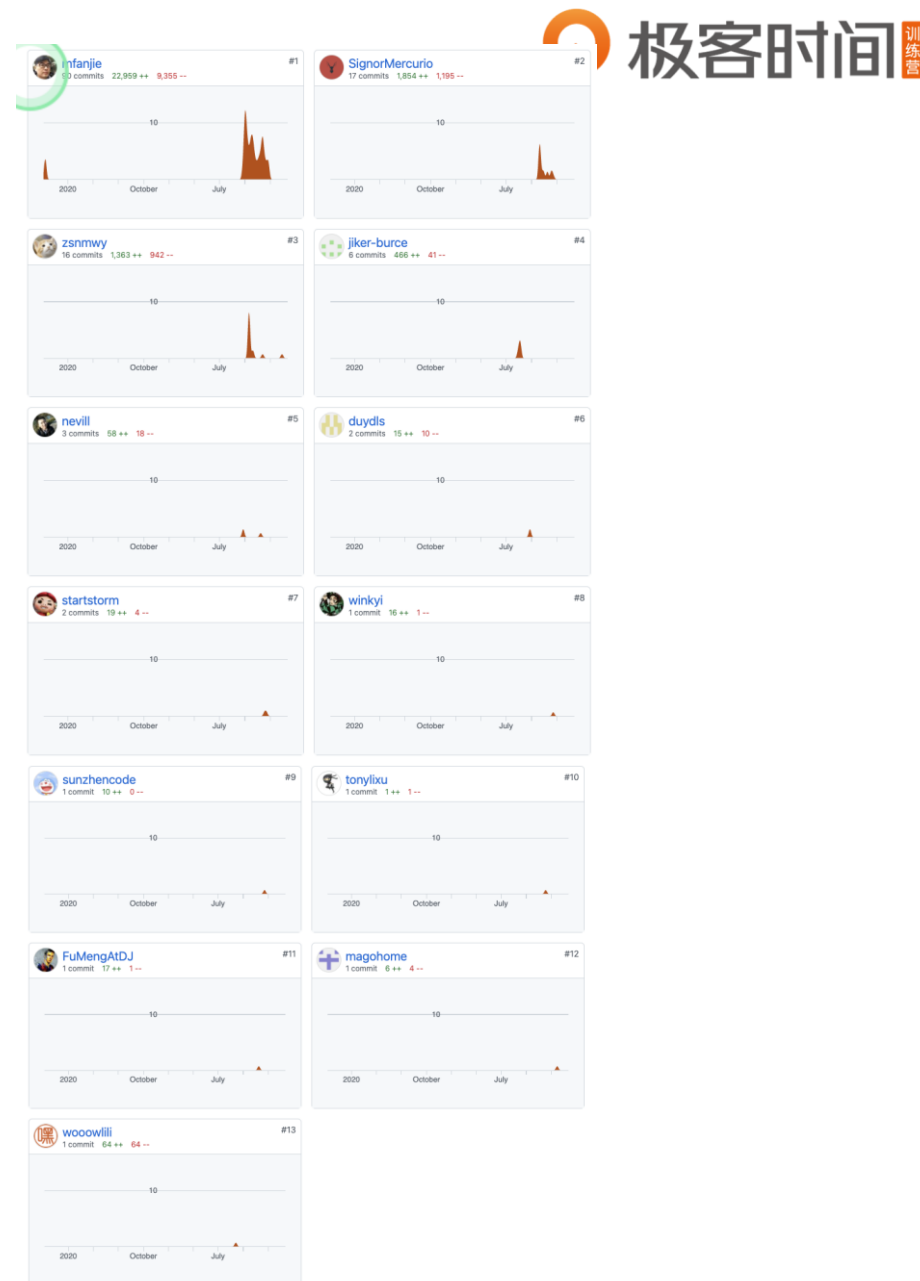 极客时间 训练营
mfanjie #1
commits 22,959 ++ 9,355 --
10
2020 October July
SignorMercurio #2
17 commits 1,854 ++ 1,195 --
10
2020 October July
zsnmwy #3
16 commits 1,363 ++ 942 --
10
2020 October July
jiker-burce #4
6 commits 466 ++ 41 --
10
2020 October July
nevill #5
3 commits 58 ++ 18 --
10
2020 October July
duydls #6
2 commits 15 ++ 10 --
10
2020 October July
startstorm #7
2 commits 19 ++ 4 --
10
2020 October July
winkyi #8
1 commit 16 ++ 1 --
10
2020 October July
sunzhencode #9
1 commit 10 ++ 0 --
10
2020 October July
tonylixu #10
1 commit 1 ++ 1 --
10
2020 October July
FuMengAtDJ #11
1 commit 17 ++ 1 --
10
2020 October July
magohome #12
1 commit 6 ++ 4 --
10
2020 October July
wooowlili #13
1 commit 64 ++ 64 --
10
2020 October July